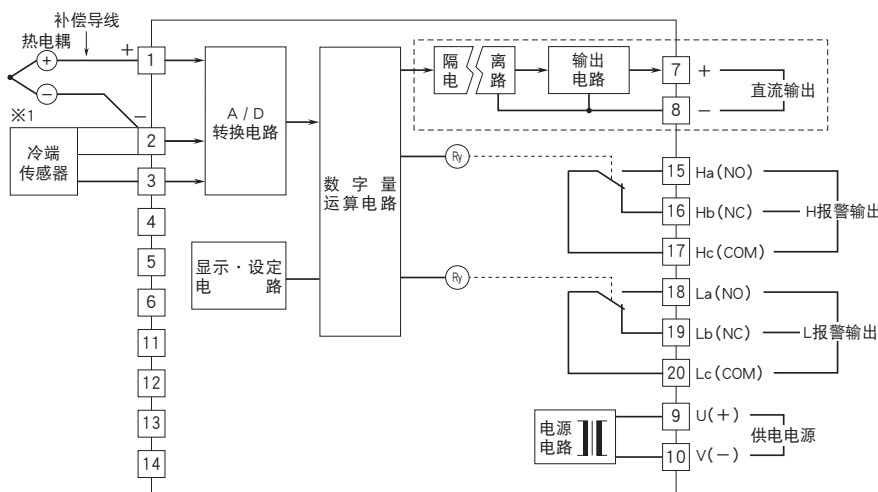 补偿导线
热电耦
+
1
+
−
−
※1
2
冷端
传感器
3
4
5
6
11
12
13
14
A / D
转换电路
显示·设定
电 路
数 字 量
运算电路
隔 离
电 路
输出
电路
7 +
8 −
直流输出
Ry
15 Ha(NO)
16 Hb(NC)
17 Hc(COM)
H报警输出
Ry
18 La(NO)
19 Lb(NC)
20 Lc(COM)
L报警输出
电源
电路
9 U(+)
10 V(−)
供电电源